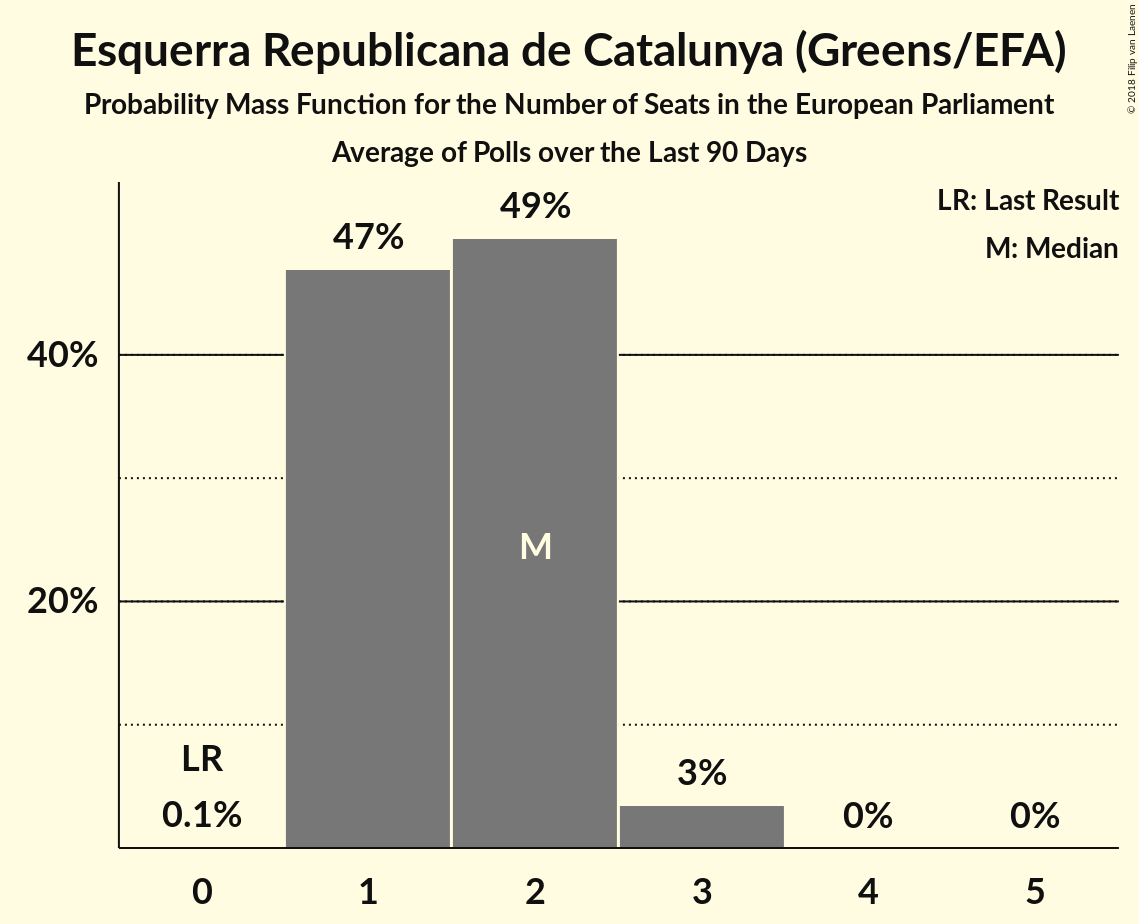 Esquerra Republicana de Catalunya (Greens/EFA)
Probability Mass Function for the Number of Seats in the European Parliament
Average of Polls over the Last 90 Days
© 2018 Filip van Laenen
LR: Last Result
M: Median
49%
47%
40%
M
20%
LR
3%
0.1%
0%
0%
0
1
2
3
4
5